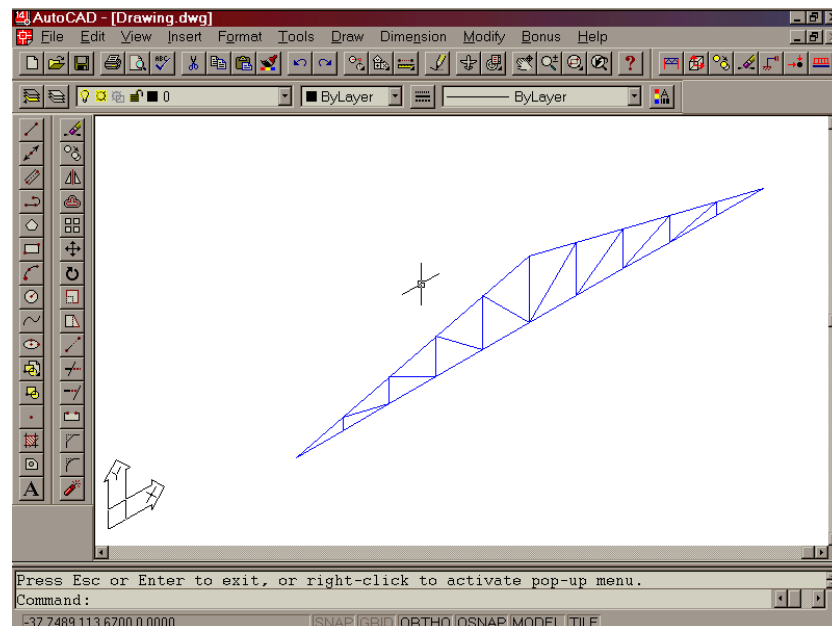 14 AutoCAD - [Drawing.dwg]
File Edit View Insert Format Tools Draw Dimension Modify Bonus Help
ABC ?
0 ByLayer ByLayer A
A
Y
X
Press Esc or Enter to exit, or right-click to activate pop-up menu.
Command:
-37.7489,113.6700,0.0000 SNAP GRID ORTHO OSNAP MODEL TILE